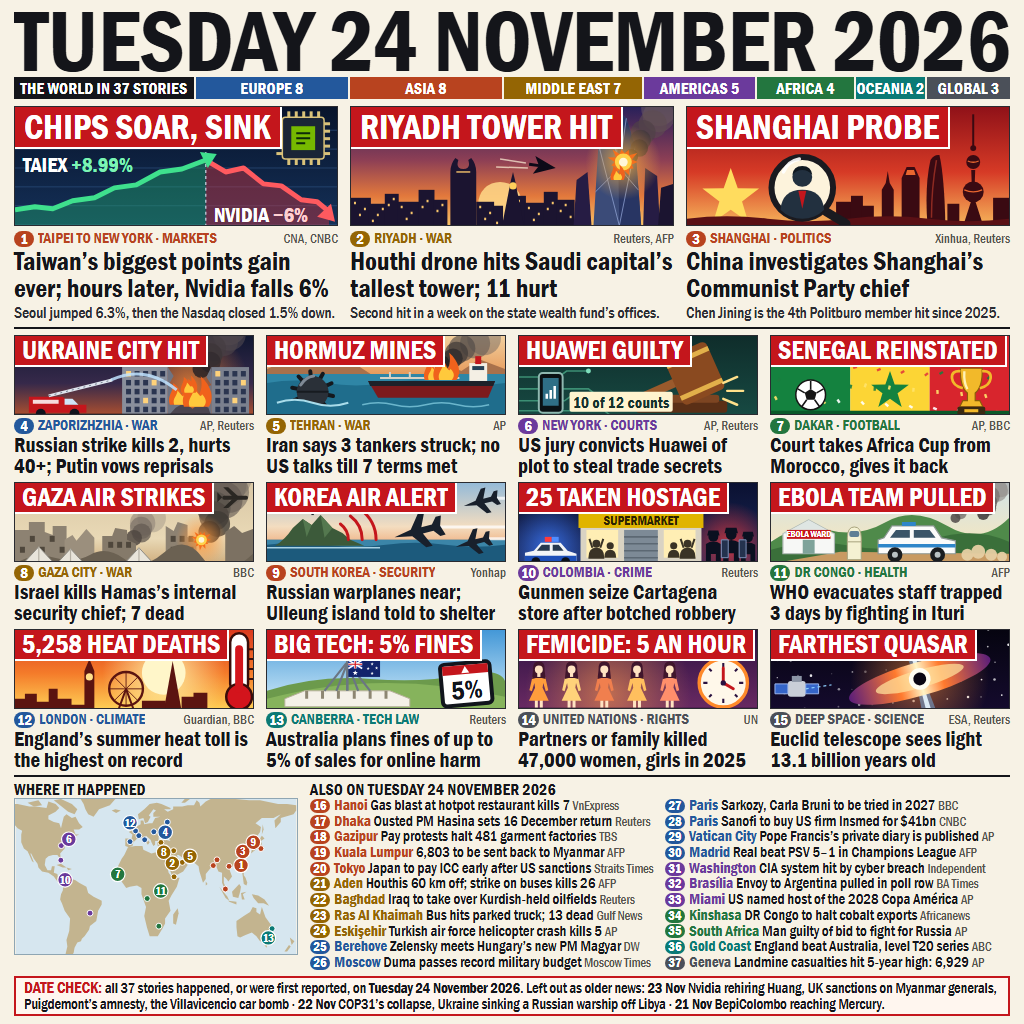 TUESDAY 24 NOVEMBER 2026
THE WORLD IN 37 STORIES
EUROPE 8
ASIA 8
MIDDLE EAST 7
AMERICAS 5
AFRICA 4
OCEANIA 2
GLOBAL 3
CHIPS SOAR, SINK
TAIEX +8.99%
NVIDIA −6%
1 TAIPEI TO NEW YORK · MARKETS
CNA, CNBC
Taiwan's biggest points gain
ever; hours later, Nvidia falls 6%
Seoul jumped 6.3%, then the Nasdaq closed 1.5% down.
RIYADH TOWER HIT
2 RIYADH · WAR
Reuters, AFP
Houthi drone hits Saudi capital's
tallest tower; 11 hurt
Second hit in a week on the state wealth fund's offices.
SHANGHAI PROBE
3 SHANGHAI · POLITICS
Xinhua, Reuters
China investigates Shanghai's
Communist Party chief
Chen Jining is the 4th Politburo member hit since 2025.
UKRAINE CITY HIT
4 ZAPORIZHZHIA · WAR
AP, Reuters
Russian strike kills 2, hurts
40+; Putin vows reprisals
HORMUZ MINES
5 TEHRAN · WAR
AP
Iran says 3 tankers struck; no
US talks till 7 terms met
HUAWEI GUILTY
10 of 12 counts
6 NEW YORK · COURTS
AP, Reuters
US jury convicts Huawei of
plot to steal trade secrets
SENEGAL REINSTATED
7 DAKAR · FOOTBALL
AP, BBC
Court takes Africa Cup from
Morocco, gives it back
GAZA AIR STRIKES
8 GAZA CITY · WAR
BBC
Israel kills Hamas's internal
security chief; 7 dead
KOREA AIR ALERT
9 SOUTH KOREA · SECURITY
Yonhap
Russian warplanes near;
Ulleung island told to shelter
25 TAKEN HOSTAGE
SUPERMARKET
10 COLOMBIA · CRIME
Reuters
Gunmen seize Cartagena
store after botched robbery
EBOLA TEAM PULLED
EBOLA WARD
11 DR CONGO · HEALTH
AFP
WHO evacuates staff trapped
3 days by fighting in Ituri
5,258 HEAT DEATHS
12 LONDON · CLIMATE
Guardian, BBC
England's summer heat toll is
the highest on record
BIG TECH: 5% FINES
5%
13 CANBERRA · TECH LAW
Reuters
Australia plans fines of up to
5% of sales for online harm
FEMICIDE: 5 AN HOUR
14 UNITED NATIONS · RIGHTS
UN
Partners or family killed
47,000 women, girls in 2025
FARTHEST QUASAR
15 DEEP SPACE · SCIENCE
ESA, Reuters
Euclid telescope sees light
13.1 billion years old
WHERE IT HAPPENED
12
4
6
9
3
8
5
2
1
7
10
11
13
ALSO ON TUESDAY 24 NOVEMBER 2026
16 Hanoi Gas blast at hotpot restaurant kills 7 VnExpress
17 Dhaka Ousted PM Hasina sets 16 December return Reuters
18 Gazipur Pay protests halt 481 garment factories TBS
19 Kuala Lumpur 6,803 to be sent back to Myanmar AFP
20 Tokyo Japan to pay ICC early after US sanctions Straits Times
21 Aden Houthis 60 km off; strike on buses kills 26 AFP
22 Baghdad Iraq to take over Kurdish-held oilfields Reuters
23 Ras Al Khaimah Bus hits parked truck; 13 dead Gulf News
24 Eskişehir Turkish air force helicopter crash kills 5 AP
25 Berehove Zelensky meets Hungary's new PM Magyar DW
26 Moscow Duma passes record military budget Moscow Times
27 Paris Sarkozy, Carla Bruni to be tried in 2027 BBC
28 Paris Sanofi to buy US firm Insmed for $41bn CNBC
29 Vatican City Pope Francis's private diary is published AP
30 Madrid Real beat PSV 5–1 in Champions League AFP
31 Washington CIA system hit by cyber breach Independent
32 Brasília Envoy to Argentina pulled in poll row BA Times
33 Miami US named host of the 2028 Copa América AP
34 Kinshasa DR Congo to halt cobalt exports Africanews
35 South Africa Man guilty of bid to fight for Russia AP
36 Gold Coast England beat Australia, level T20 series ABC
37 Geneva Landmine casualties hit 5-year high: 6,929 AP
DATE CHECK: all 37 stories happened, or were first reported, on Tuesday 24 November 2026. Left out as older news: 23 Nov Nvidia rehiring Huang, UK sanctions on Myanmar generals,
Puigdemont's amnesty, the Villavicencio car bomb · 22 Nov COP31's collapse, Ukraine sinking a Russian warship off Libya · 21 Nov BepiColombo reaching Mercury.